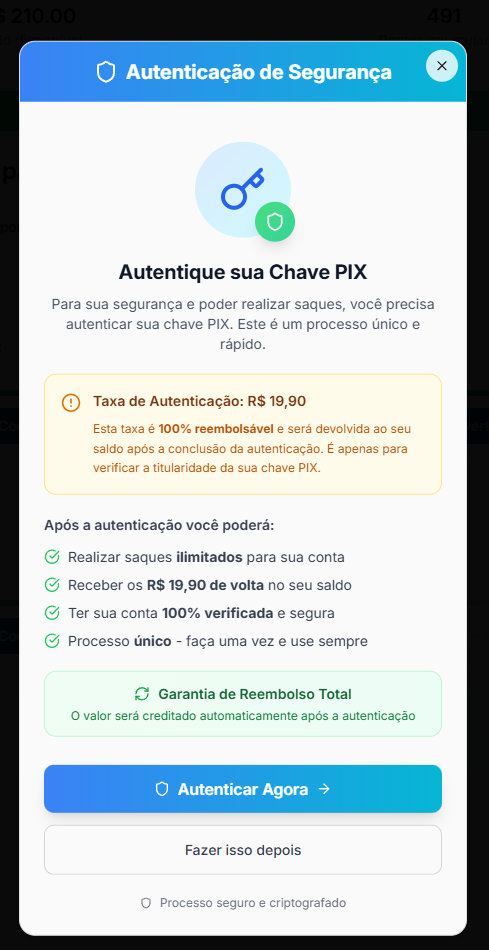 $ 210.00
491
Autenticação de Segurança
Autentique sua Chave PIX
Para sua segurança e poder realizar saques, você precisa
autenticar sua chave PIX. Este é um processo único e
rápido.
Taxa de Autenticação: R$ 19,90
Esta taxa é 100% reembolsável e será devolvida ao seu
saldo após a conclusão da autenticação. É apenas para
verificar a titularidade da sua chave PIX.
Após a autenticação você poderá:
Realizar saques ilimitados para sua conta
Receber os R$ 19,90 de volta no seu saldo
Ter sua conta 100% verificada e segura
Processo único - faça uma vez e use sempre
Garantia de Reembolso Total
O valor será creditado automaticamente após a autenticação
Autenticar Agora
Fazer isso depois
Processo seguro e criptografado